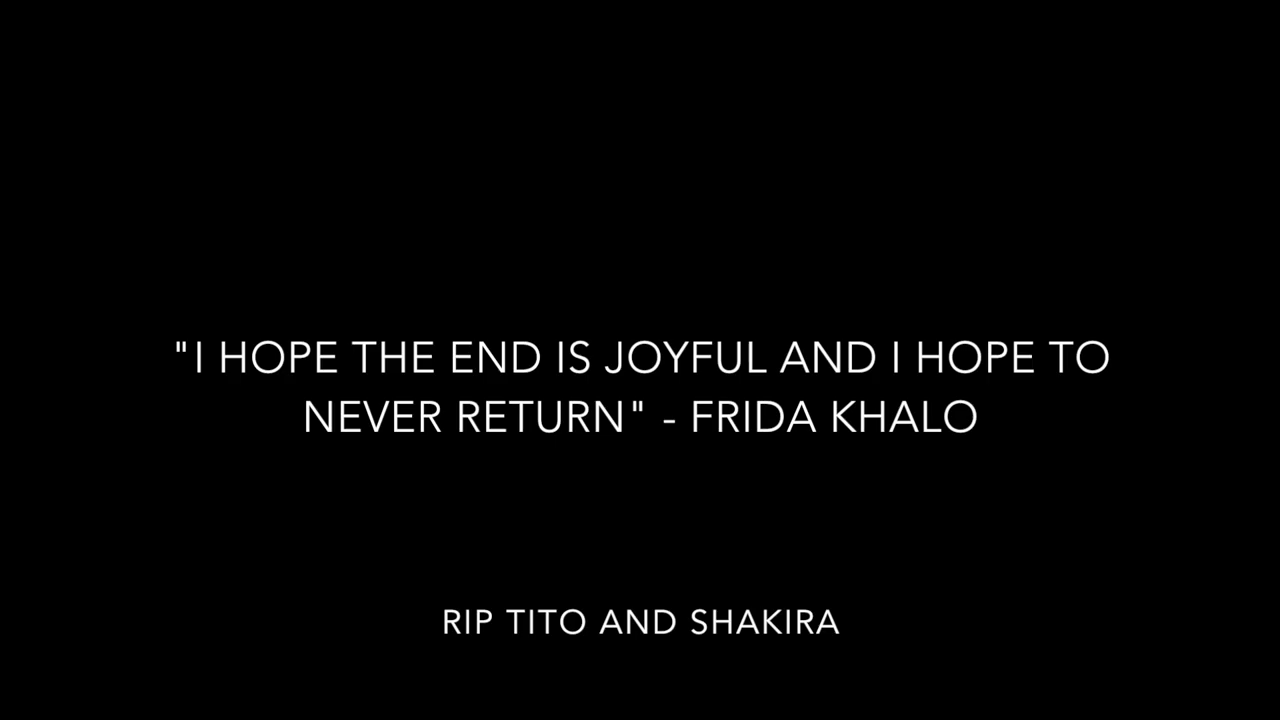 "I HOPE THE END IS JOYFUL AND I HOPE TO
NEVER RETURN" - FRIDA KHALO
RIP TITO AND SHAKIRA